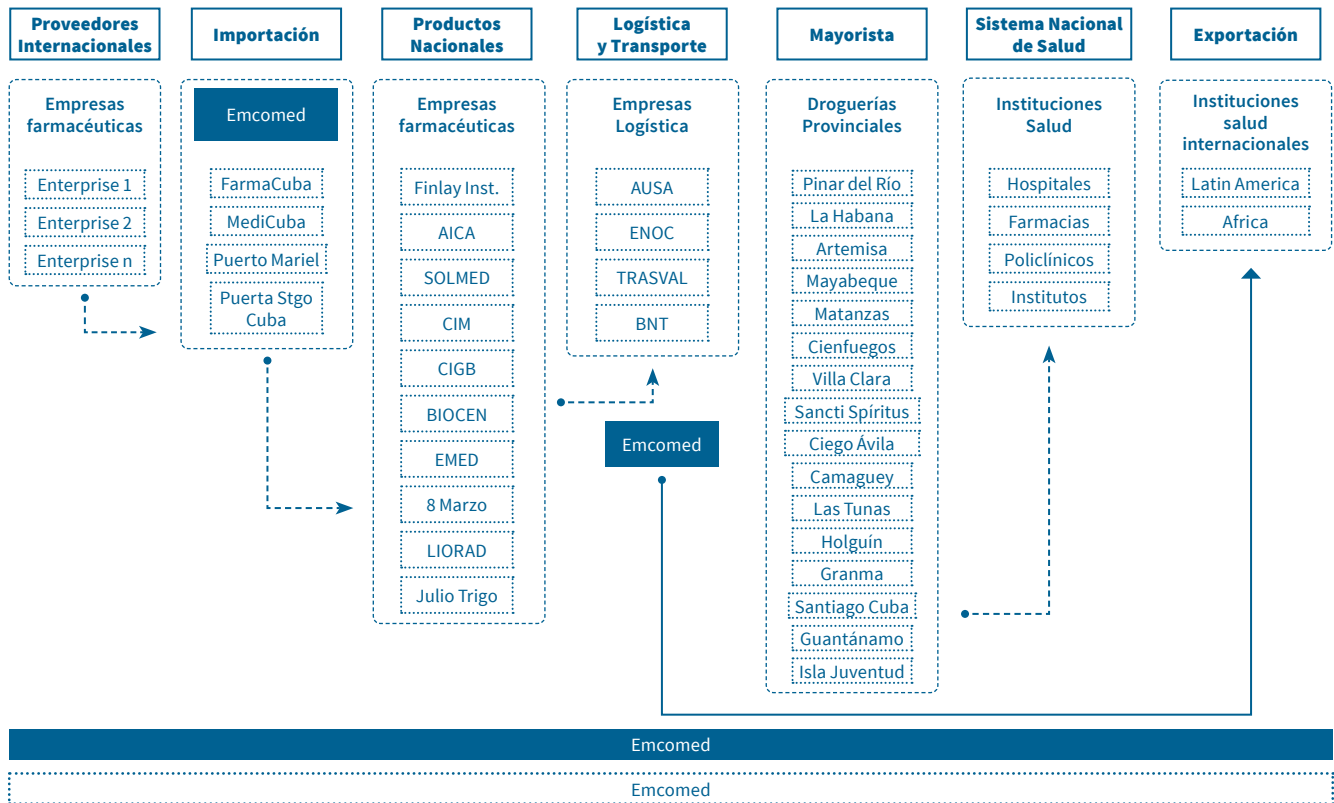 Proveedores
Internacionales
Importación
Productos
Nacionales
Logística
y Transporte
Mayorista
Sistema Nacional
de Salud
Exportación
Empresas
farmacéuticas
Enterprise 1
Enterprise 2
Enterprise n
Emcomed
FarmaCuba
MediCuba
Puerto Mariel
Puerta Stgo
Cuba
Empresas
farmacéuticas
Finlay Inst.
AICA
SOLMED
CIM
CIGB
BIOCEN
EMED
8 Marzo
LIORAD
Julio Trigo
Empresas
Logística
AUSA
ENOC
TRASVAL
BNT
Emcomed
Droguerías
Provinciales
Pinar del Río
La Habana
Artemisa
Mayabeque
Matanzas
Cienfuegos
Villa Clara
Sancti Spíritus
Ciego Ávila
Camaguey
Las Tunas
Holguín
Granma
Santiago Cuba
Guantánamo
Isla Juventud
Instituciones
Salud
Hospitales
Farmacias
Policlínicos
Institutos
Instituciones
salud
internacionales
Latin America
Africa
Emcomed
Emcomed